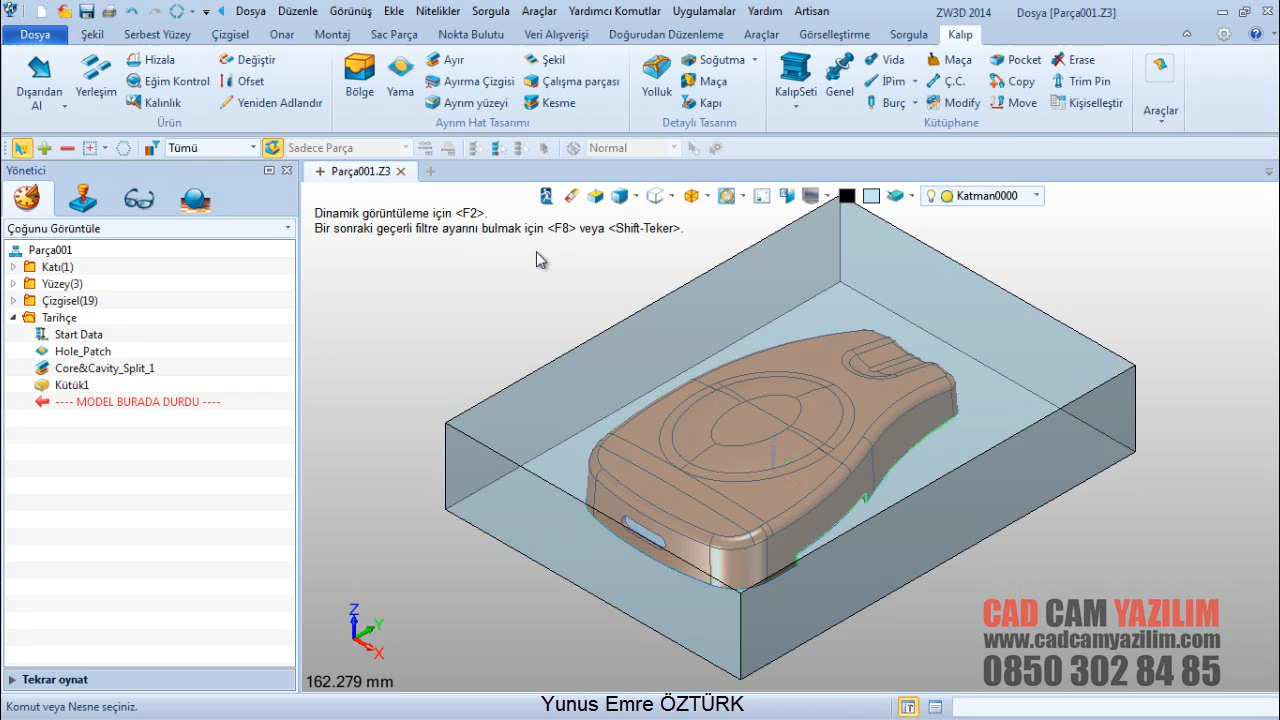 Dosya Düzenle Görünüş Ekle Nitelikler Sorgula Araçlar Yardımcı Komutlar Uygulamalar Yardım Artisan ZW3D 2014 Dosya [Parça001.Z3]
Dosya Şekil Serbest Yüzey Çizgisel Onar Montaj Sac Parça Nokta Bulutu Veri Alışverişi Doğurudan Düzenleme Araçlar Görselleştirme Sorgula Kalıp
Dışarıdan Al
Yerleşim
Hizala
Eğim Kontrol
Kalınlık
Değiştir
Ofset
Yeniden Adlandır
Ürün
Bölge
Yama
Ayır
Ayırma Çizgisi
Ayrım yüzeyi
Şekil
Çalışma parçası
Kesme
Ayrım Hat Tasarımı
Yolluk
Soğutma
Maça
Kapı
Detaylı Tasarım
KalıpSeti
Genel
Vida
İPim
Burç
Maça
Ç.C.
Modify
Pocket
Copy
Move
Erase
Trim Pin
Kişiselleştir
Kütüphane
Araçlar
Tümü
Sadece Parça
Normal
Yönetici
Parça001.Z3
Çoğunu Görüntüle
Katman0000
Dinamik görüntüleme için <F2>.
Bir sonraki geçerli filtre ayarını bulmak için <F8> veya <Shift-Teker>.
Parça001
Katı(1)
Yüzey(3)
Çizgisel(19)
Tarihçe
Start Data
Hole_Patch
Core&Cavity_Split_1
Kütük1
---- MODEL BURADA DURDU ----
Z
Y
X
Tekrar oynat
162.279 mm
CAD CAM YAZILIM
www.cadcamyazilim.com
0850 302 84 85
Komut veya Nesne seçiniz.
Yunus Emre ÖZTÜRK